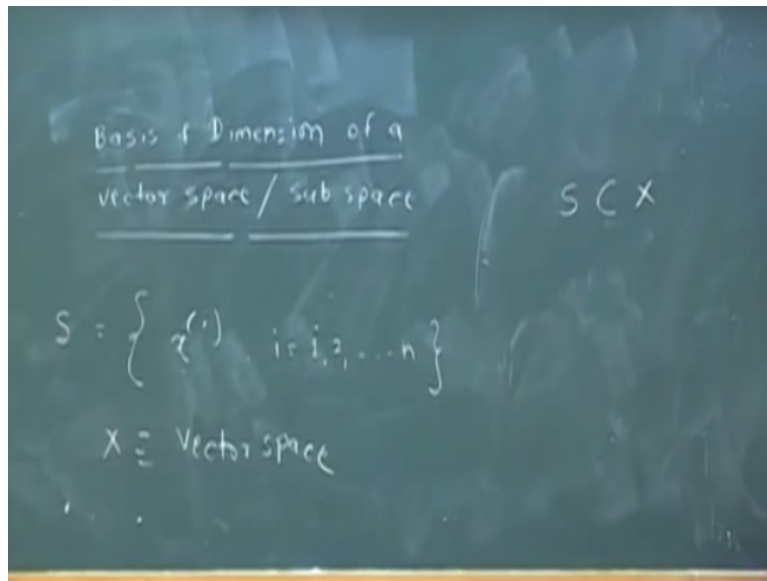 Basis & Dimension of a
vector space / sub space
S ⊂ X
S = { x^(i), i = 1, 2, ... n }
X ≡ Vector space